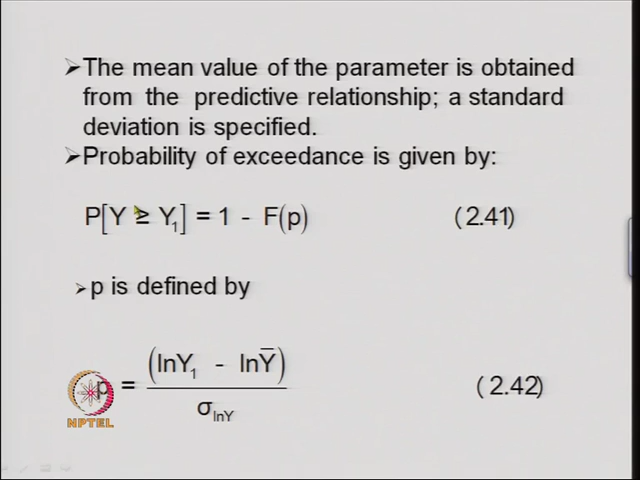 ➢The mean value of the parameter is obtained
from the predictive relationship; a standard
deviation is specified.
➢Probability of exceedance is given by:
P[Y ≥ Y₁] = 1 - F(p) (2.41)
➢p is defined by
p = (lnY₁ - lnȲ) / σ_lnY (2.42)
NPTEL